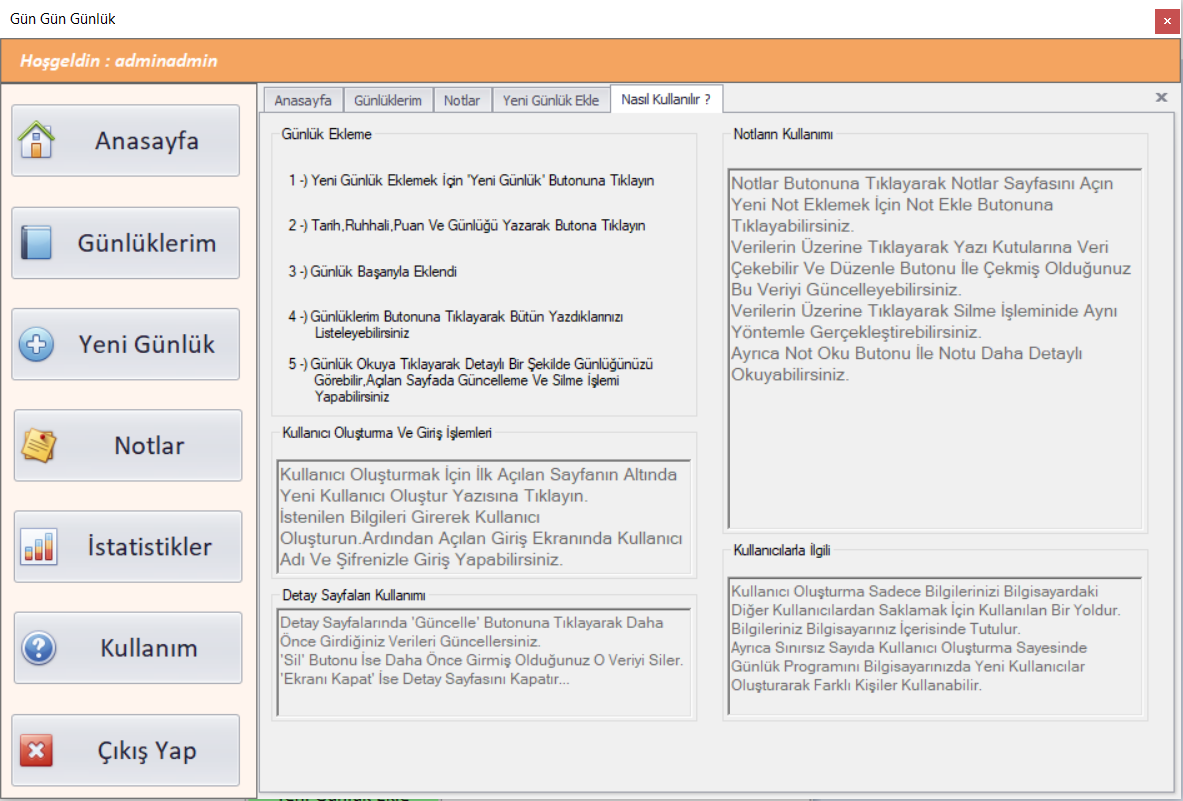 Gün Gün Günlük
Hoşgeldin : adminadmin
Anasayfa
Günlüklerim
Yeni Günlük
Notlar
İstatistikler
Kullanım
Çıkış Yap
Anasayfa
Günlüklerim
Notlar
Yeni Günlük Ekle
Nasıl Kullanılır ?
Günlük Ekleme
1 -) Yeni Günlük Eklemek İçin 'Yeni Günlük' Butonuna Tıklayın
2 -) Tarih,Ruhhali,Puan Ve Günlüğü Yazarak Butona Tıklayın
3 -) Günlük Başarıyla Eklendi
4 -) Günlüklerim Butonuna Tıklayarak Bütün Yazdıklarınızı
Listeleyebilirsiniz
5 -) Günlük Okuya Tıklayarak Detaylı Bir Şekilde Günlüğünüzü
Görebilir,Açılan Sayfada Güncelleme Ve Silme İşlemi
Yapabilirsiniz
Kullanıcı Oluşturma Ve Giriş İşlemleri
Kullanıcı Oluşturmak İçin İlk Açılan Sayfanın Altında
Yeni Kullanıcı Oluştur Yazısına Tıklayın.
İstenilen Bilgileri Girerek Kullanıcı
Oluşturun.Ardından Açılan Giriş Ekranında Kullanıcı
Adı Ve Şifrenizle Giriş Yapabilirsiniz.
Detay Sayfaları Kullanımı
Detay Sayfalarında 'Güncelle' Butonuna Tıklayarak Daha
Önce Girdiğiniz Verileri Güncellersiniz.
'Sil' Butonu İse Daha Önce Girmiş Olduğunuz O Veriyi Siler.
'Ekranı Kapat' İse Detay Sayfasını Kapatır...
Notların Kullanımı
Notlar Butonuna Tıklayarak Notlar Sayfasını Açın
Yeni Not Eklemek İçin Not Ekle Butonuna
Tıklayabilirsiniz.
Verilerin Üzerine Tıklayarak Yazı Kutularına Veri
Çekebilir Ve Düzenle Butonu İle Çekmiş Olduğunuz
Bu Veriyi Güncelleyebilirsiniz.
Verilerin Üzerine Tıklayarak Silme İşleminide Aynı
Yöntemle Gerçekleştirebilirsiniz.
Ayrıca Not Oku Butonu İle Notu Daha Detaylı
Okuyabilirsiniz.
Kullanıcılarla İlgili
Kullanıcı Oluşturma Sadece Bilgilerinizi Bilgisayardaki
Diğer Kullanıcılardan Saklamak İçin Kullanılan Bir Yoldur.
Bilgileriniz Bilgisayarınız İçerisinde Tutulur.
Ayrıca Sınırsız Sayıda Kullanıcı Oluşturma Sayesinde
Günlük Programını Bilgisayarınızda Yeni Kullanıcılar
Oluşturarak Farklı Kişiler Kullanabilir.
Yeni Günlük Ekle